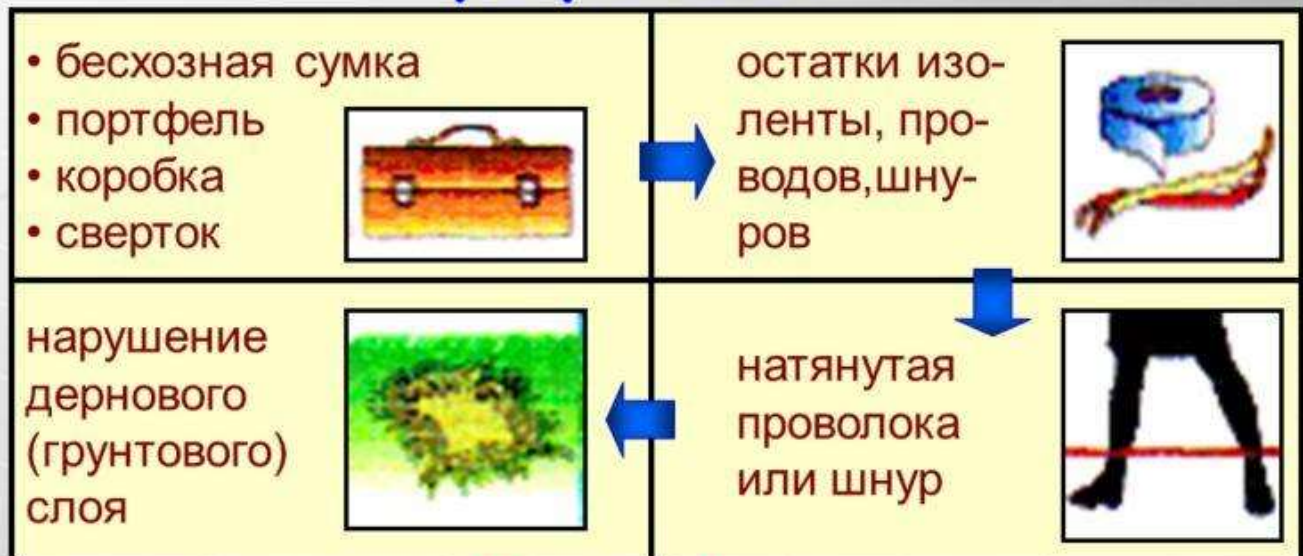 • бесхозная сумка
• портфель
• коробка
• сверток
остатки изо-
ленты, про-
водов,шну-
ров
натянутая
проволока
или шнур
нарушение
дернового
(грунтового)
слоя